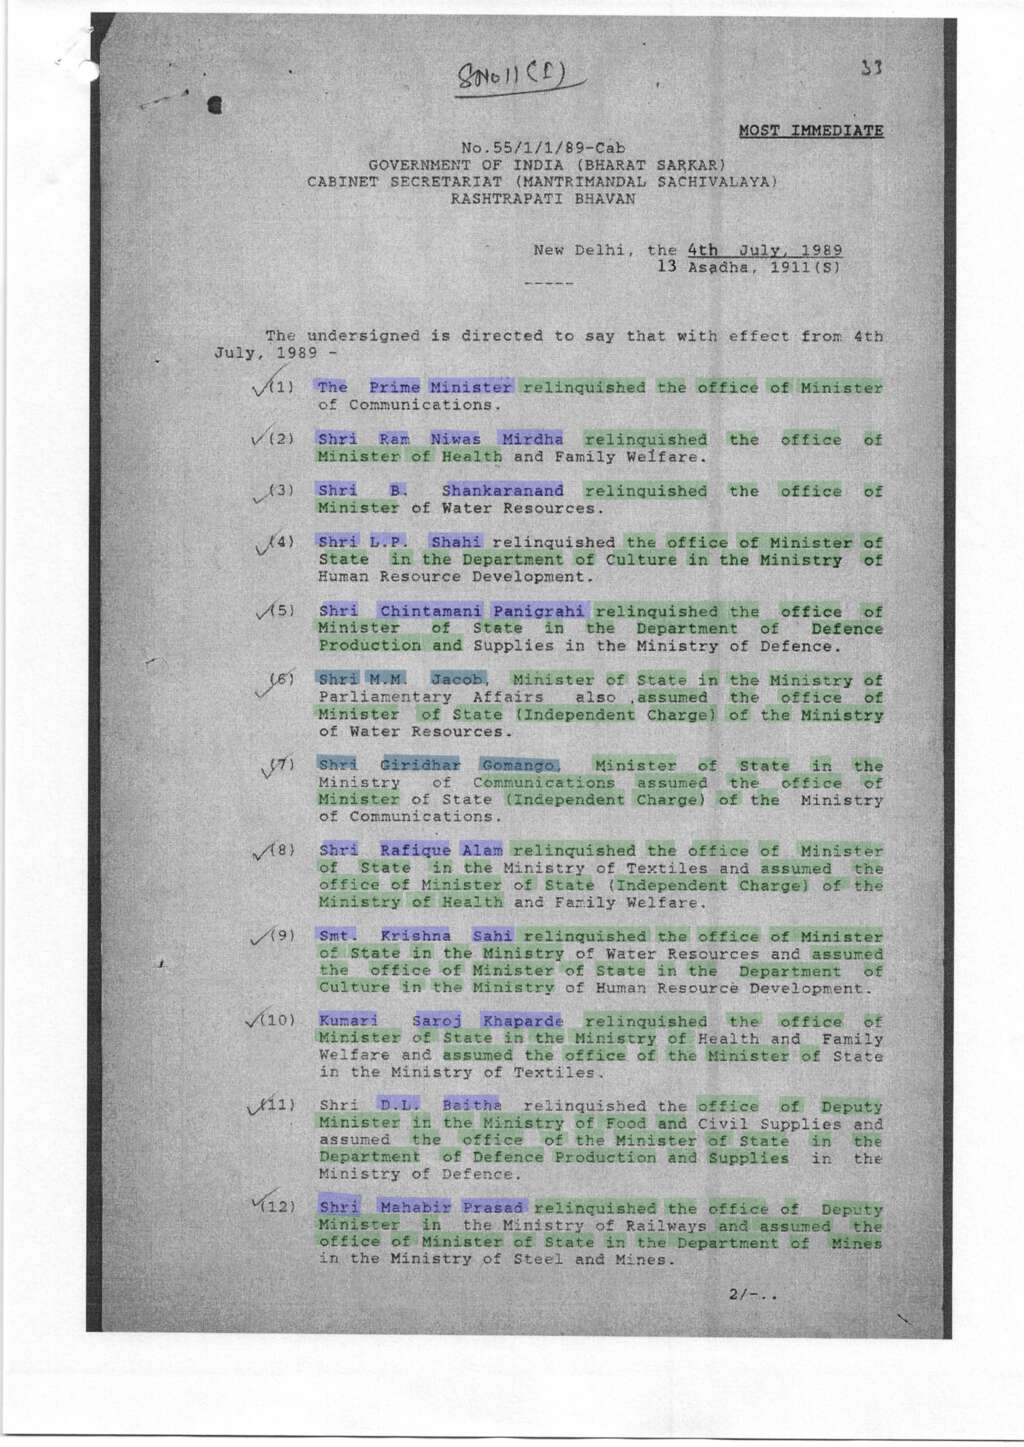 SNo 11 (I)
33
MOST IMMEDIATE
No.55/1/1/89-Cab
GOVERNMENT OF INDIA (BHARAT SARKAR)
CABINET SECRETARIAT (MANTRIMANDAL SACHIVALAYA)
RASHTRAPATI BHAVAN
New Delhi, the 4th July, 1989
13 Asadha, 1911(S)
-----
The undersigned is directed to say that with effect from 4th
July, 1989 -
(1) The Prime Minister relinquished the office of Minister
of Communications.
(2) Shri Ram Niwas Mirdha relinquished the office of
Minister of Health and Family Welfare.
(3) Shri B. Shankaranand relinquished the office of
Minister of Water Resources.
(4) Shri L.P. Shahi relinquished the office of Minister of
State in the Department of Culture in the Ministry of
Human Resource Development.
(5) Shri Chintamani Panigrahi relinquished the office of
Minister of State in the Department of Defence
Production and Supplies in the Ministry of Defence.
(6) Shri M.M. Jacob, Minister of State in the Ministry of
Parliamentary Affairs also assumed the office of
Minister of State (Independent Charge) of the Ministry
of Water Resources.
(7) Shri Giridhar Gomango, Minister of State in the
Ministry of Communications assumed the office of
Minister of State (Independent Charge) of the Ministry
of Communications.
(8) Shri Rafique Alam relinquished the office of Minister
of State in the Ministry of Textiles and assumed the
office of Minister of State (Independent Charge) of the
Ministry of Health and Family Welfare.
(9) Smt. Krishna Sahi relinquished the office of Minister
of State in the Ministry of Water Resources and assumed
the office of Minister of State in the Department of
Culture in the Ministry of Human Resource Development.
(10) Kumari Saroj Khaparde relinquished the office of
Minister of State in the Ministry of Health and Family
Welfare and assumed the office of the Minister of State
in the Ministry of Textiles.
(11) Shri D.L. Baitha relinquished the office of Deputy
Minister in the Ministry of Food and Civil Supplies and
assumed the office of the Minister of State in the
Department of Defence Production and Supplies in the
Ministry of Defence.
(12) Shri Mahabir Prasad relinquished the office of Deputy
Minister in the Ministry of Railways and assumed the
office of Minister of State in the Department of Mines
in the Ministry of Steel and Mines.
2/-..